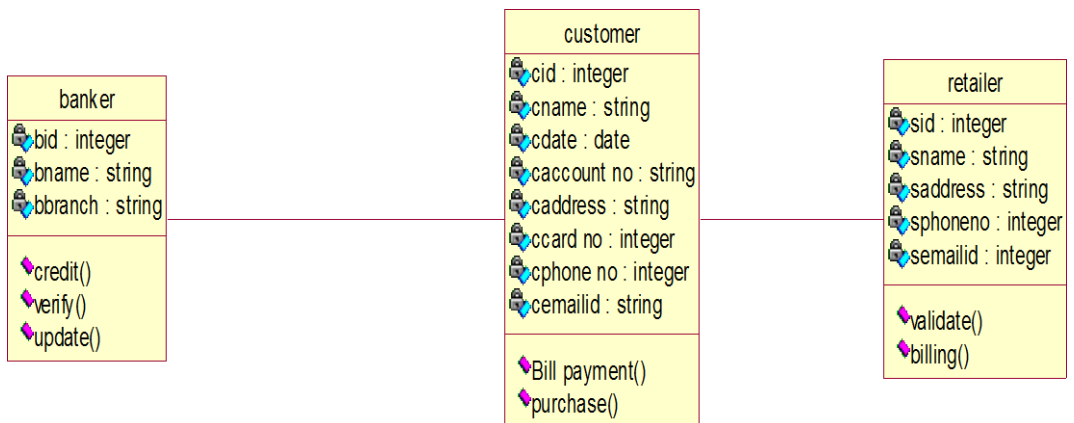 banker
bid : integer
bname : string
bbranch : string
credit()
verify()
update()
customer
cid : integer
cname : string
cdate : date
caccount no : string
caddress : string
ccard no : integer
cphone no : integer
cemailid : string
Bill payment()
purchase()
retailer
sid : integer
sname : string
saddress : string
sphoneno : integer
semailid : integer
validate()
billing()